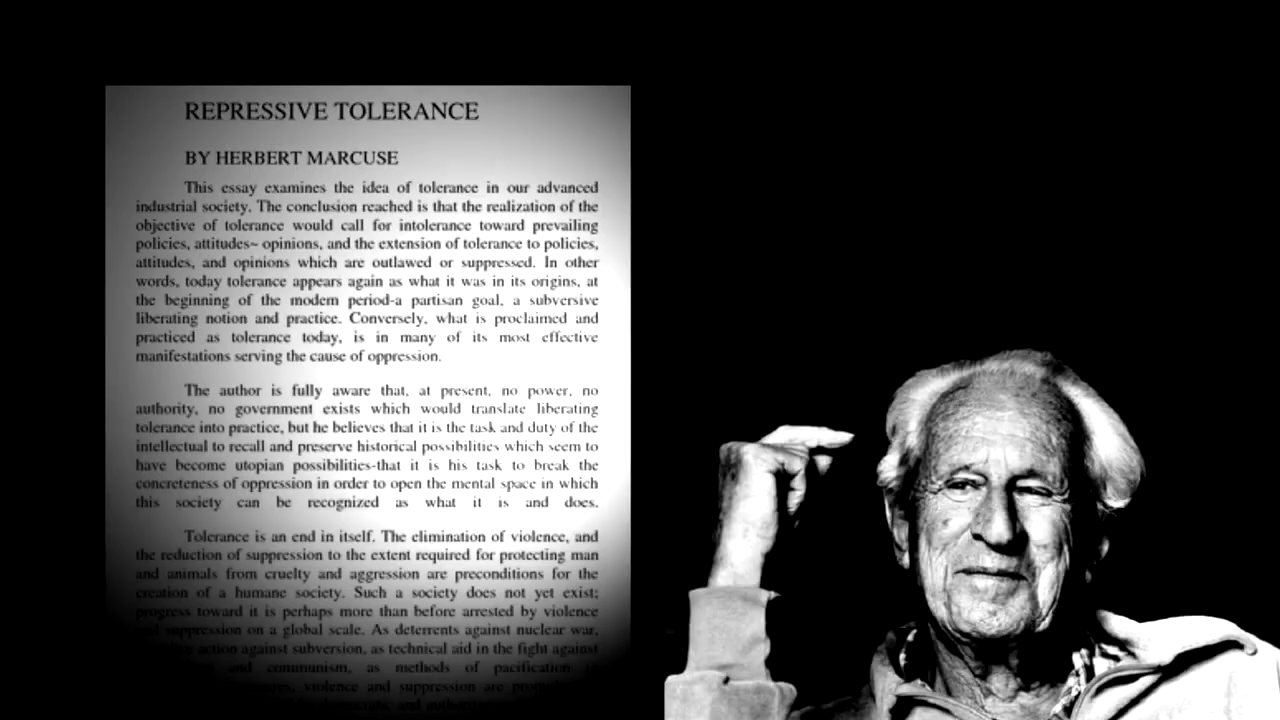 REPRESSIVE TOLERANCE
BY HERBERT MARCUSE
This essay examines the idea of tolerance in our advanced
industrial society. The conclusion reached is that the realization of the
objective of tolerance would call for intolerance toward prevailing
policies, attitudes~ opinions, and the extension of tolerance to policies,
attitudes, and opinions which are outlawed or suppressed. In other
words, today tolerance appears again as what it was in its origins, at
the beginning of the modem period-a partisan goal, a subversive
liberating notion and practice. Conversely, what is proclaimed and
practiced as tolerance today, is in many of its most effective
manifestations serving the cause of oppression.
The author is fully aware that, at present, no power, no
authority, no government exists which would translate liberating
tolerance into practice, but he believes that it is the task and duty of the
intellectual to recall and preserve historical possibilities which seem to
have become utopian possibilities-that it is his task to break the
concreteness of oppression in order to open the mental space in which
this society can be recognized as what it is and does.
Tolerance is an end in itself. The elimination of violence, and
the reduction of suppression to the extent required for protecting man
and animals from cruelty and aggression are preconditions for the
creation of a humane society. Such a society does not yet exist;
progress toward it is perhaps more than before arrested by violence
and suppression on a global scale. As deterrents against nuclear war,
action against subversion, as technical aid in the fight against
and communism, as methods of pacification
violence and suppression are
democratic and